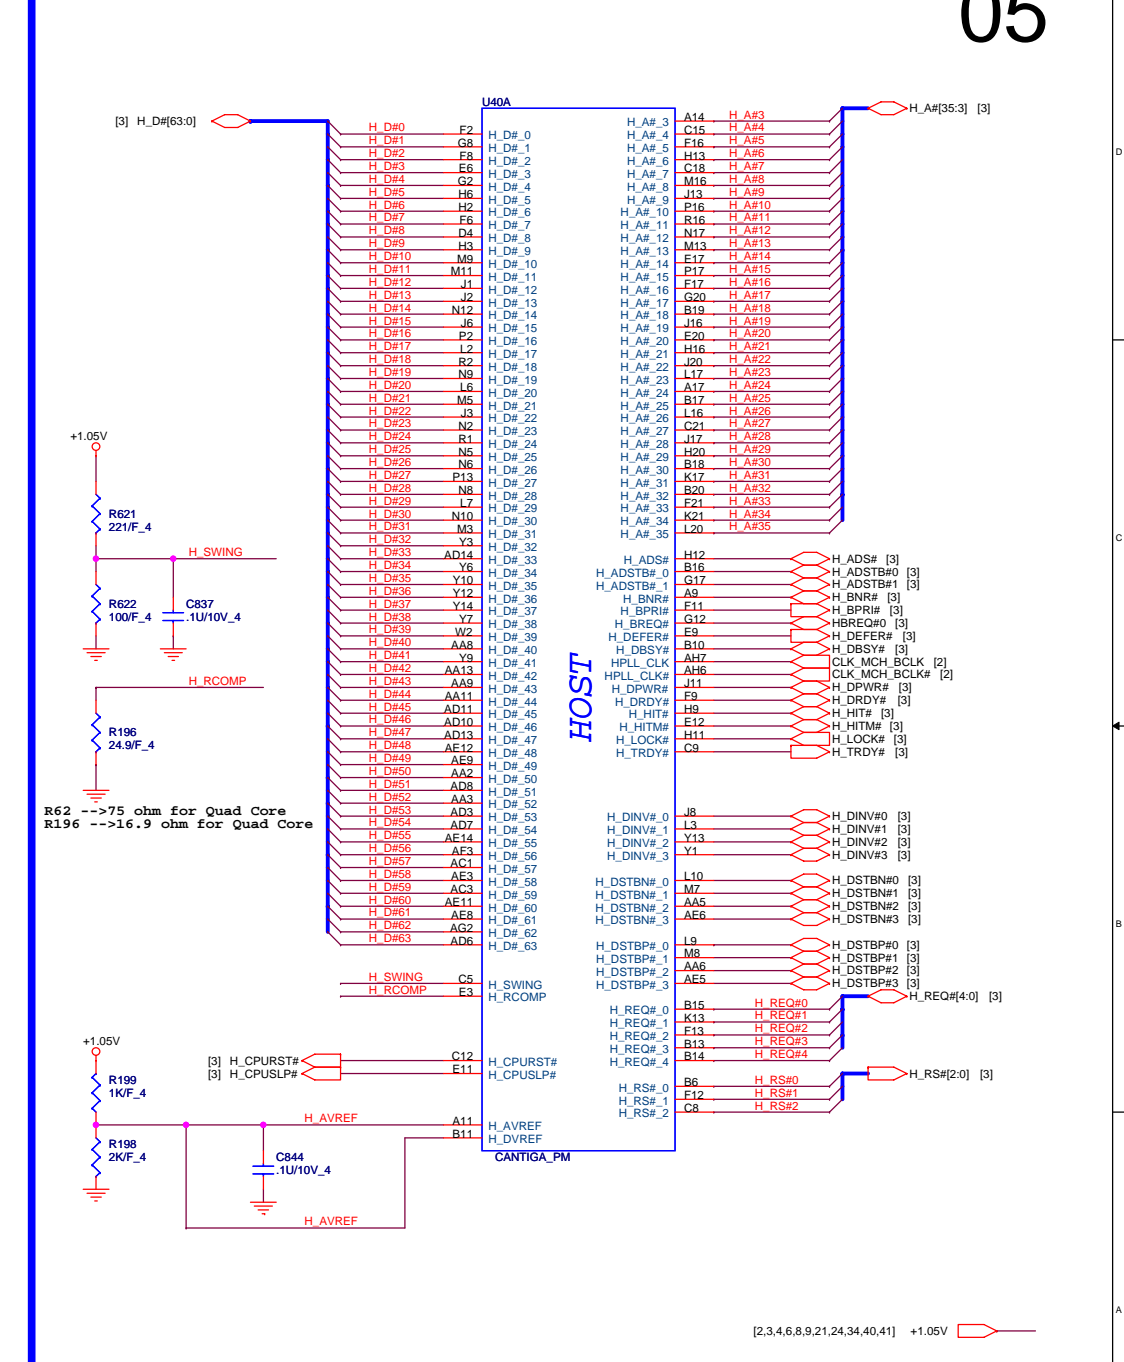 05
U40A
[3] H_D#[63:0]
H_A#[35:3] [3]
H_D#0 F2 H_D#_0
H_D#1 G8 H_D#_1
H_D#2 F8 H_D#_2
H_D#3 E6 H_D#_3
H_D#4 G2 H_D#_4
H_D#5 H6 H_D#_5
H_D#6 H2 H_D#_6
H_D#7 F6 H_D#_7
H_D#8 D4 H_D#_8
H_D#9 H3 H_D#_9
H_D#10 M9 H_D#_10
H_D#11 M11 H_D#_11
H_D#12 J1 H_D#_12
H_D#13 J2 H_D#_13
H_D#14 N12 H_D#_14
H_D#15 J6 H_D#_15
H_D#16 P2 H_D#_16
H_D#17 L2 H_D#_17
H_D#18 R2 H_D#_18
H_D#19 N9 H_D#_19
H_D#20 L6 H_D#_20
H_D#21 M5 H_D#_21
H_D#22 J3 H_D#_22
H_D#23 N2 H_D#_23
H_D#24 R1 H_D#_24
H_D#25 N5 H_D#_25
H_D#26 N6 H_D#_26
H_D#27 P13 H_D#_27
H_D#28 N8 H_D#_28
H_D#29 L7 H_D#_29
H_D#30 N10 H_D#_30
H_D#31 M3 H_D#_31
H_D#32 Y3 H_D#_32
H_D#33 AD14 H_D#_33
H_D#34 Y6 H_D#_34
H_D#35 Y10 H_D#_35
H_D#36 Y12 H_D#_36
H_D#37 Y14 H_D#_37
H_D#38 Y7 H_D#_38
H_D#39 W2 H_D#_39
H_D#40 AA8 H_D#_40
H_D#41 Y9 H_D#_41
H_D#42 AA13 H_D#_42
H_D#43 AA9 H_D#_43
H_D#44 AA11 H_D#_44
H_D#45 AD11 H_D#_45
H_D#46 AD10 H_D#_46
H_D#47 AD13 H_D#_47
H_D#48 AE12 H_D#_48
H_D#49 AE9 H_D#_49
H_D#50 AA2 H_D#_50
H_D#51 AD8 H_D#_51
H_D#52 AA3 H_D#_52
H_D#53 AD3 H_D#_53
H_D#54 AD7 H_D#_54
H_D#55 AE14 H_D#_55
H_D#56 AF3 H_D#_56
H_D#57 AC1 H_D#_57
H_D#58 AE3 H_D#_58
H_D#59 AC3 H_D#_59
H_D#60 AE11 H_D#_60
H_D#61 AE8 H_D#_61
H_D#62 AG2 H_D#_62
H_D#63 AD6 H_D#_63
H_SWING C5 H_SWING
H_RCOMP E3 H_RCOMP
[3] H_CPURST# C12 H_CPURST#
[3] H_CPUSLP# E11 H_CPUSLP#
H_AVREF A11 H_AVREF
B11 H_DVREF
CANTIGA_PM
HOST
H_A#_3 A14 H_A#3
H_A#_4 C15 H_A#4
H_A#_5 F16 H_A#5
H_A#_6 H13 H_A#6
H_A#_7 C18 H_A#7
H_A#_8 M16 H_A#8
H_A#_9 J13 H_A#9
H_A#_10 P16 H_A#10
H_A#_11 R16 H_A#11
H_A#_12 N17 H_A#12
H_A#_13 M13 H_A#13
H_A#_14 E17 H_A#14
H_A#_15 P17 H_A#15
H_A#_16 F17 H_A#16
H_A#_17 G20 H_A#17
H_A#_18 B19 H_A#18
H_A#_19 J16 H_A#19
H_A#_20 E20 H_A#20
H_A#_21 H16 H_A#21
H_A#_22 J20 H_A#22
H_A#_23 L17 H_A#23
H_A#_24 A17 H_A#24
H_A#_25 B17 H_A#25
H_A#_26 L16 H_A#26
H_A#_27 C21 H_A#27
H_A#_28 J17 H_A#28
H_A#_29 H20 H_A#29
H_A#_30 B18 H_A#30
H_A#_31 K17 H_A#31
H_A#_32 B20 H_A#32
H_A#_33 F21 H_A#33
H_A#_34 K21 H_A#34
H_A#_35 L20 H_A#35
H_ADS# H12 H_ADS# [3]
H_ADSTB#_0 B16 H_ADSTB#0 [3]
H_ADSTB#_1 G17 H_ADSTB#1 [3]
H_BNR# A9 H_BNR# [3]
H_BPRI# F11 H_BPRI# [3]
H_BREQ# G12 HBREQ#0 [3]
H_DEFER# E9 H_DEFER# [3]
H_DBSY# B10 H_DBSY# [3]
HPLL_CLK AH7 CLK_MCH_BCLK [2]
HPLL_CLK# AH6 CLK_MCH_BCLK# [2]
H_DPWR# J11 H_DPWR# [3]
H_DRDY# F9 H_DRDY# [3]
H_HIT# H9 H_HIT# [3]
H_HITM# E12 H_HITM# [3]
H_LOCK# H11 H_LOCK# [3]
H_TRDY# C9 H_TRDY# [3]
H_DINV#_0 J8 H_DINV#0 [3]
H_DINV#_1 L3 H_DINV#1 [3]
H_DINV#_2 Y13 H_DINV#2 [3]
H_DINV#_3 Y1 H_DINV#3 [3]
H_DSTBN#_0 L10 H_DSTBN#0 [3]
H_DSTBN#_1 M7 H_DSTBN#1 [3]
H_DSTBN#_2 AA5 H_DSTBN#2 [3]
H_DSTBN#_3 AE6 H_DSTBN#3 [3]
H_DSTBP#_0 L9 H_DSTBP#0 [3]
H_DSTBP#_1 M8 H_DSTBP#1 [3]
H_DSTBP#_2 AA6 H_DSTBP#2 [3]
H_DSTBP#_3 AE5 H_DSTBP#3 [3]
H_REQ#[4:0] [3]
H_REQ#_0 B15 H_REQ#0
H_REQ#_1 K13 H_REQ#1
H_REQ#_2 F13 H_REQ#2
H_REQ#_3 B13 H_REQ#3
H_REQ#_4 B14 H_REQ#4
H_RS#[2:0] [3]
H_RS#_0 B6 H_RS#0
H_RS#_1 F12 H_RS#1
H_RS#_2 C8 H_RS#2
+1.05V
R621
221/F_4
H_SWING
R622
100/F_4
C837
.1U/10V_4
H_RCOMP
R196
24.9/F_4
R62 -->75 ohm for Quad Core
R196 -->16.9 ohm for Quad Core
+1.05V
R199
1K/F_4
R198
2K/F_4
C844
.1U/10V_4
H_AVREF
[2,3,4,6,8,9,21,24,34,40,41] +1.05V
D
C
B
A